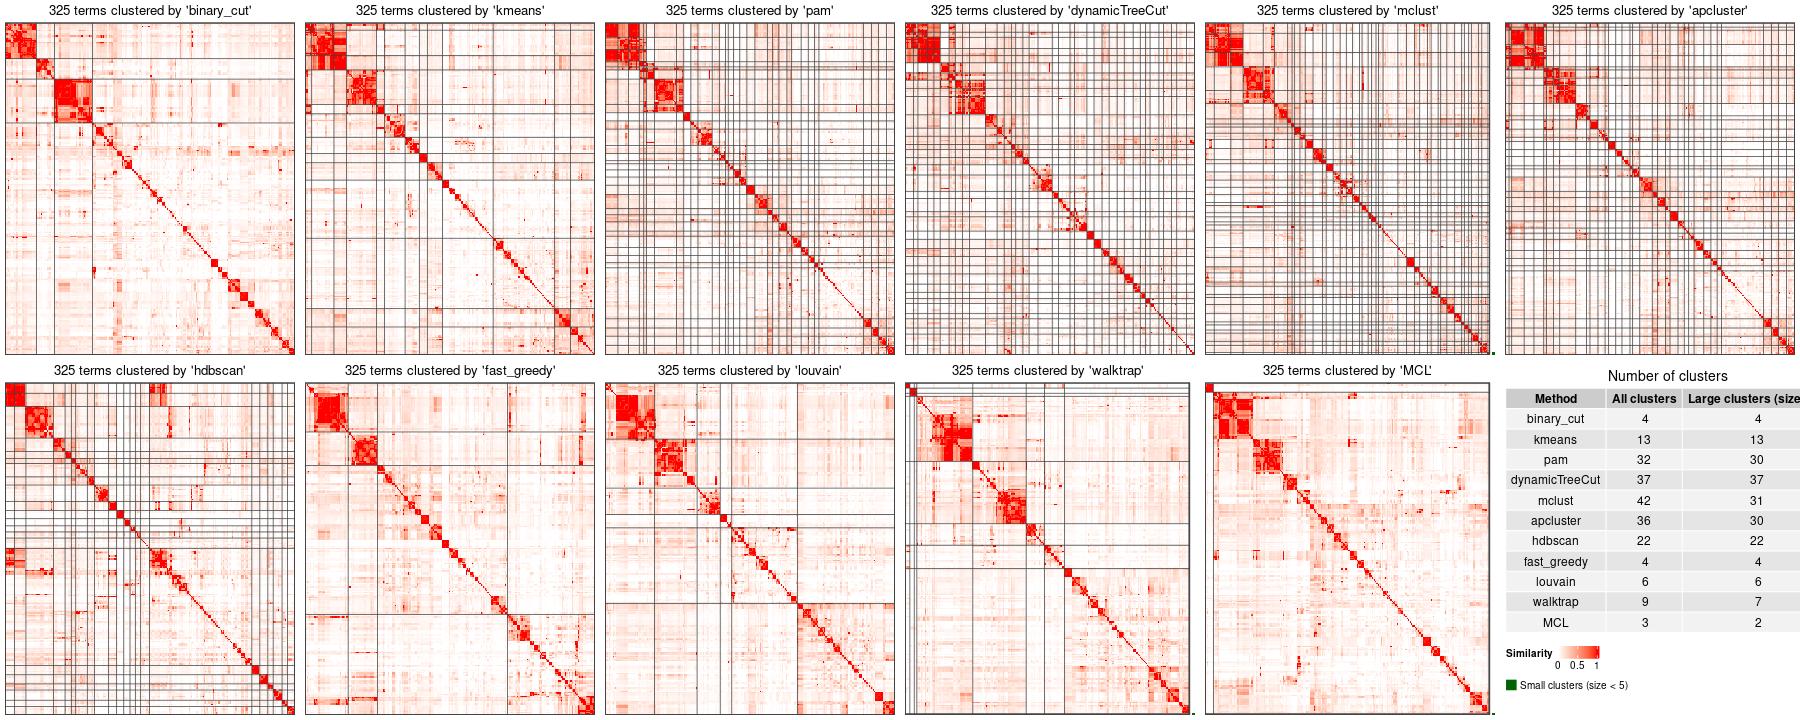 325 terms clustered by 'binary_cut'
325 terms clustered by 'kmeans'
325 terms clustered by 'pam'
325 terms clustered by 'dynamicTreeCut'
325 terms clustered by 'mclust'
325 terms clustered by 'apcluster'
325 terms clustered by 'hdbscan'
325 terms clustered by 'fast_greedy'
325 terms clustered by 'louvain'
325 terms clustered by 'walktrap'
325 terms clustered by 'MCL'
Number of clusters
Method All clusters Large clusters (size
binary_cut 4 4
kmeans 13 13
pam 32 30
dynamicTreeCut 37 37
mclust 42 31
apcluster 36 30
hdbscan 22 22
fast_greedy 4 4
louvain 6 6
walktrap 9 7
MCL 3 2
Similarity
0 0.5 1
Small clusters (size < 5)